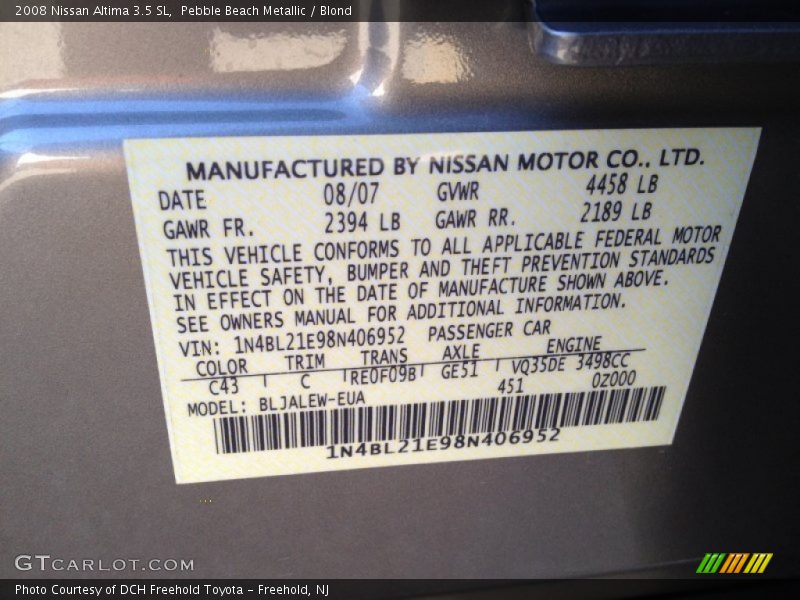 2008 Nissan Altima 3.5 SL, Pebble Beach Metallic / Blond
MANUFACTURED BY NISSAN MOTOR CO., LTD.
DATE 08/07 GVWR 4458 LB
GAWR FR. 2394 LB GAWR RR. 2189 LB
THIS VEHICLE CONFORMS TO ALL APPLICABLE FEDERAL MOTOR
VEHICLE SAFETY, BUMPER AND THEFT PREVENTION STANDARDS
IN EFFECT ON THE DATE OF MANUFACTURE SHOWN ABOVE.
SEE OWNERS MANUAL FOR ADDITIONAL INFORMATION.
VIN: 1N4BL21E98N406952 PASSENGER CAR
COLOR TRIM TRANS AXLE ENGINE
C43 C RE0F09B GE51 VQ35DE 3498CC
451 0Z000
MODEL: BLJALEW-EUA
1N4BL21E98N406952
GTCARLOT.COM
Photo Courtesy of DCH Freehold Toyota - Freehold, NJ